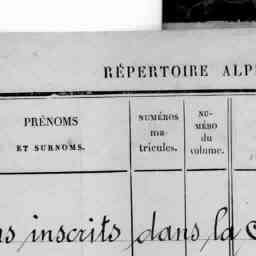 RÉPERTOIRE ALP
PRÉNOMS
ET SURNOMS.
NUMÉROS
ma-
tricules.
NU-
MÉRO
du
volume.
ns inscrits dans la